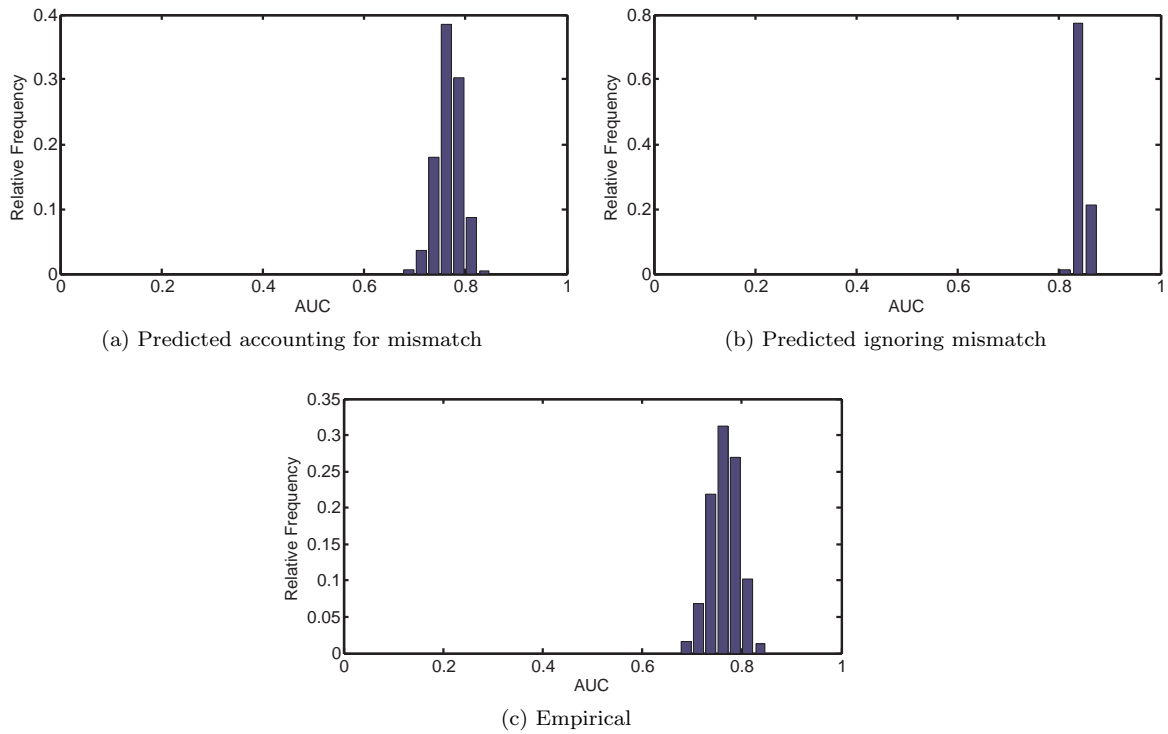 0.4
0.3
0.2
0.1
0
Relative Frequency
0 0.2 0.4 0.6 0.8 1
AUC
(a) Predicted accounting for mismatch
0.8
0.6
0.4
0.2
0
Relative Frequency
0 0.2 0.4 0.6 0.8 1
AUC
(b) Predicted ignoring mismatch
0.35
0.3
0.25
0.2
0.15
0.1
0.05
0
Relative Frequency
0 0.2 0.4 0.6 0.8 1
AUC
(c) Empirical